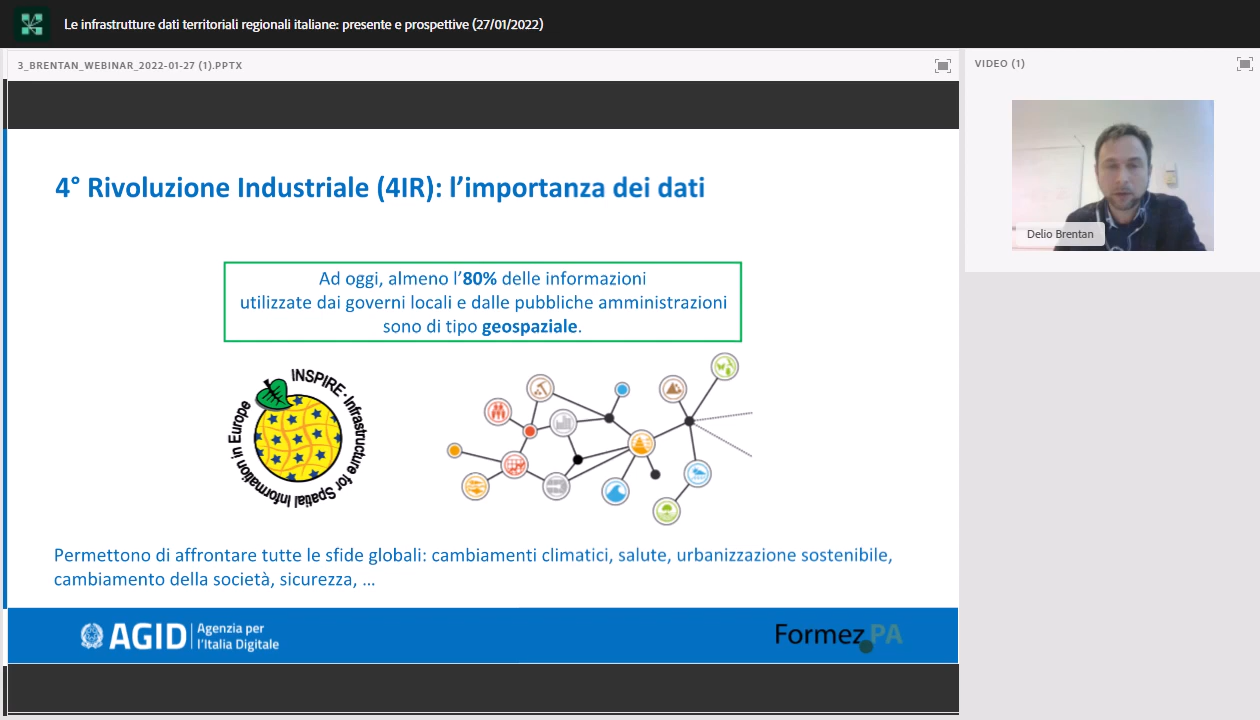 Le infrastrutture dati territoriali regionali italiane: presente e prospettive (27/01/2022)
3_BRENTAN_WEBINAR_2022-01-27 (1).PPTX
VIDEO (1)
4° Rivoluzione Industriale (4IR): l’importanza dei dati
Ad oggi, almeno l’80% delle informazioni
utilizzate dai governi locali e dalle pubbliche amministrazioni
sono di tipo geospaziale.
INSPIRE · Infrastructure for Spatial Information in Europe
Permettono di affrontare tutte le sfide globali: cambiamenti climatici, salute, urbanizzazione sostenibile,
cambiamento della società, sicurezza, ...
AGID
Agenzia per
l’Italia Digitale
Formez PA
Delio Brentan